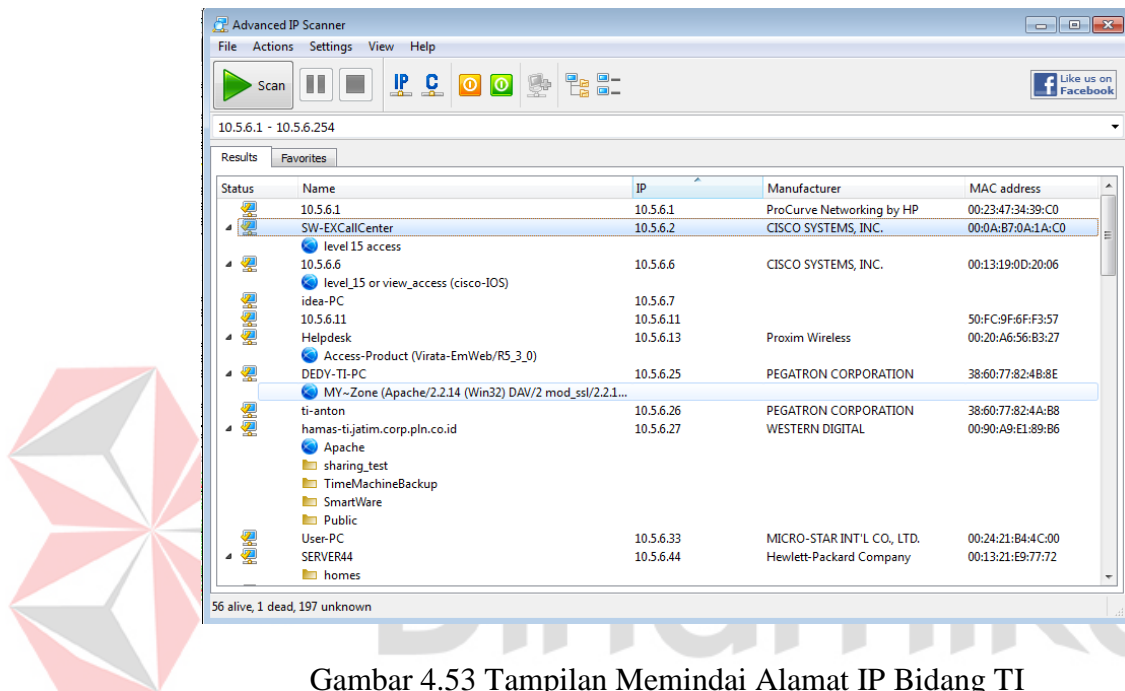 Advanced IP Scanner
File Actions Settings View Help
Scan IP C Like us on Facebook
10.5.6.1 - 10.5.6.254
Results Favorites
Status Name IP Manufacturer MAC address
10.5.6.1 10.5.6.1 ProCurve Networking by HP 00:23:47:34:39:C0
SW-EXCallCenter 10.5.6.2 CISCO SYSTEMS, INC. 00:0A:B7:0A:1A:C0
level 15 access
10.5.6.6 10.5.6.6 CISCO SYSTEMS, INC. 00:13:19:0D:20:06
level_15 or view_access (cisco-IOS)
idea-PC 10.5.6.7
10.5.6.11 10.5.6.11 50:FC:9F:6F:F3:57
Helpdesk 10.5.6.13 Proxim Wireless 00:20:A6:56:B3:27
Access-Product (Virata-EmWeb/R5_3_0)
DEDY-TI-PC 10.5.6.25 PEGATRON CORPORATION 38:60:77:82:4B:8E
MY~Zone (Apache/2.2.14 (Win32) DAV/2 mod_ssl/2.2.1...
ti-anton 10.5.6.26 PEGATRON CORPORATION 38:60:77:82:4A:B8
hamas-ti.jatim.corp.pln.co.id 10.5.6.27 WESTERN DIGITAL 00:90:A9:E1:89:B6
Apache
sharing_test
TimeMachineBackup
SmartWare
Public
User-PC 10.5.6.33 MICRO-STAR INT'L CO., LTD. 00:24:21:B4:4C:00
SERVER44 10.5.6.44 Hewlett-Packard Company 00:13:21:E9:77:72
homes
56 alive, 1 dead, 197 unknown
Gambar 4.53 Tampilan Memindai Alamat IP Bidang TI